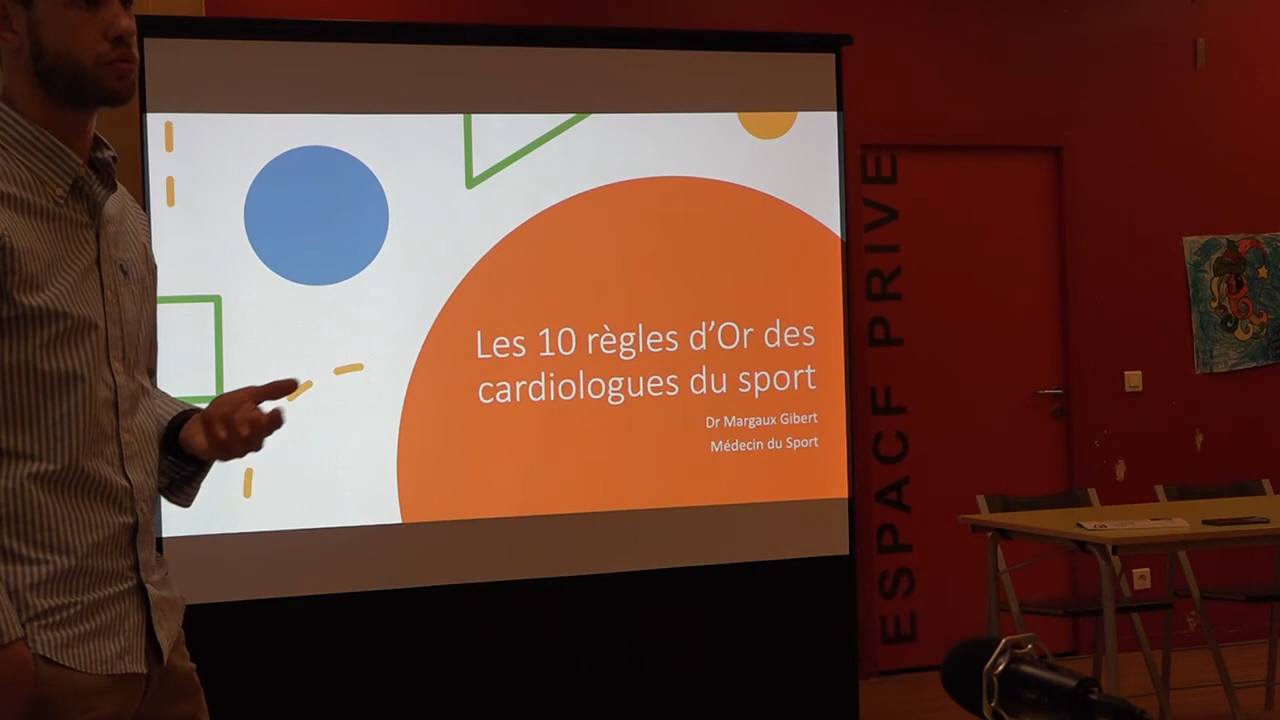 Les 10 règles d'Or des
cardiologues du sport
Dr Margaux Gibert
Médecin du Sport
ESPACE PRIVE